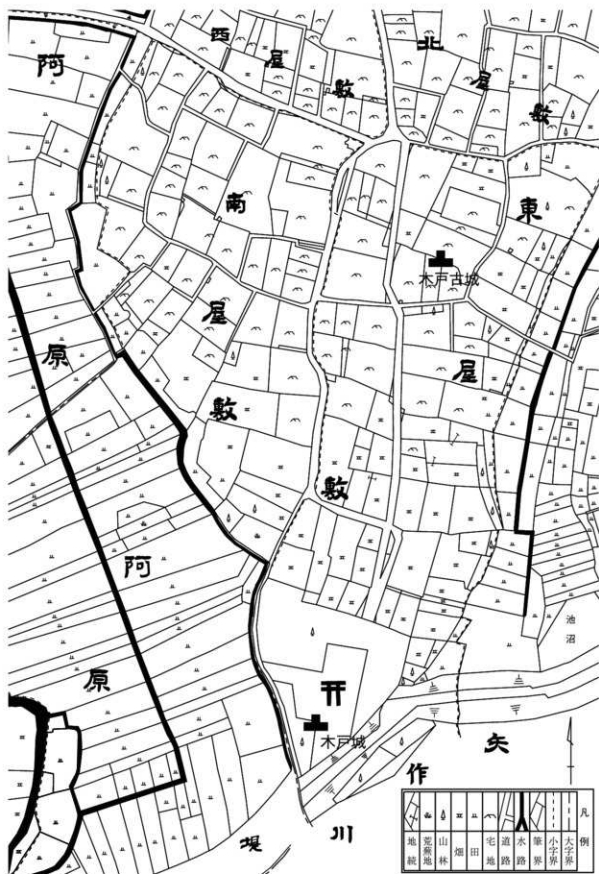 阿原
西屋敷
北屋敷
南屋敷
東屋敷
木戸古城
阿原
木戸城
池沼
矢作川
堤
凡例
大字界
小字界
筆界
水路
道路
宅地
田
畑
山林
荒蕪地
地続